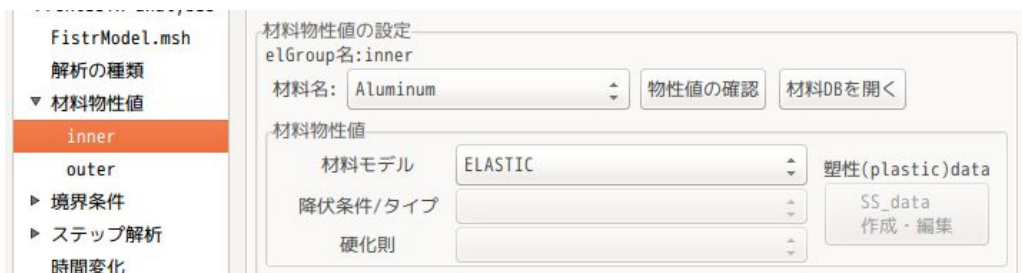 FistrModel.msh
解析の種類
材料物性値
inner
outer
境界条件
ステップ解析
時間変化
材料物性値の設定
elGroup名:inner
材料名: Aluminum 物性値の確認 材料DBを開く
材料物性値
材料モデル ELASTIC 塑性(plastic)data
降伏条件/タイプ SS_data
作成・編集
硬化則